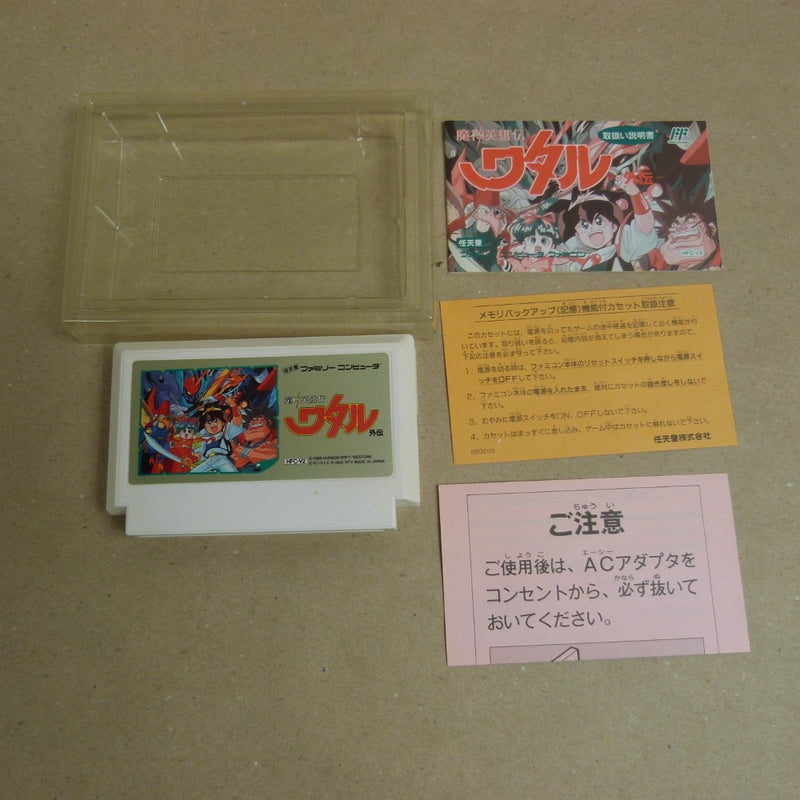 魔神英雄伝
取扱い説明書
FF
ワタル
外伝
任天堂
HFC-V2
メモリバックアップ(記憶)機能付カセット取扱注意
このカセットには、電源を切ってもゲームの途中経過を記憶しておく機能が付
いています。取り扱いを誤ると、記憶内容が消えてしまう場合がありますので、
下記の注意を必ず守って下さい。
1、電源を切る時は、ファミコン本体のリセットスイッチを押しながら電源スイ
ッチをOFFして下さい。
2、ファミコン本体の電源を入れたまま、絶対にカセットの抜き差しをしないで
下さい。
3、むやみに電源スイッチをON、OFFしないで下さい。
4、カセットはまっすぐに差し込み、ゲーム中はカセットに触れないで下さい。
任天堂株式会社
ファミリー コンピュータ
ワタル
外伝
HFC-V2
©1989 HUDSON SOFT/WESTONE
MADE IN JAPAN
ちゅうい
ご注意
しようご エーシー
ご使用後は、ACアダプタを
かなら ぬ
コンセントから、必ず抜いて
おいてください。